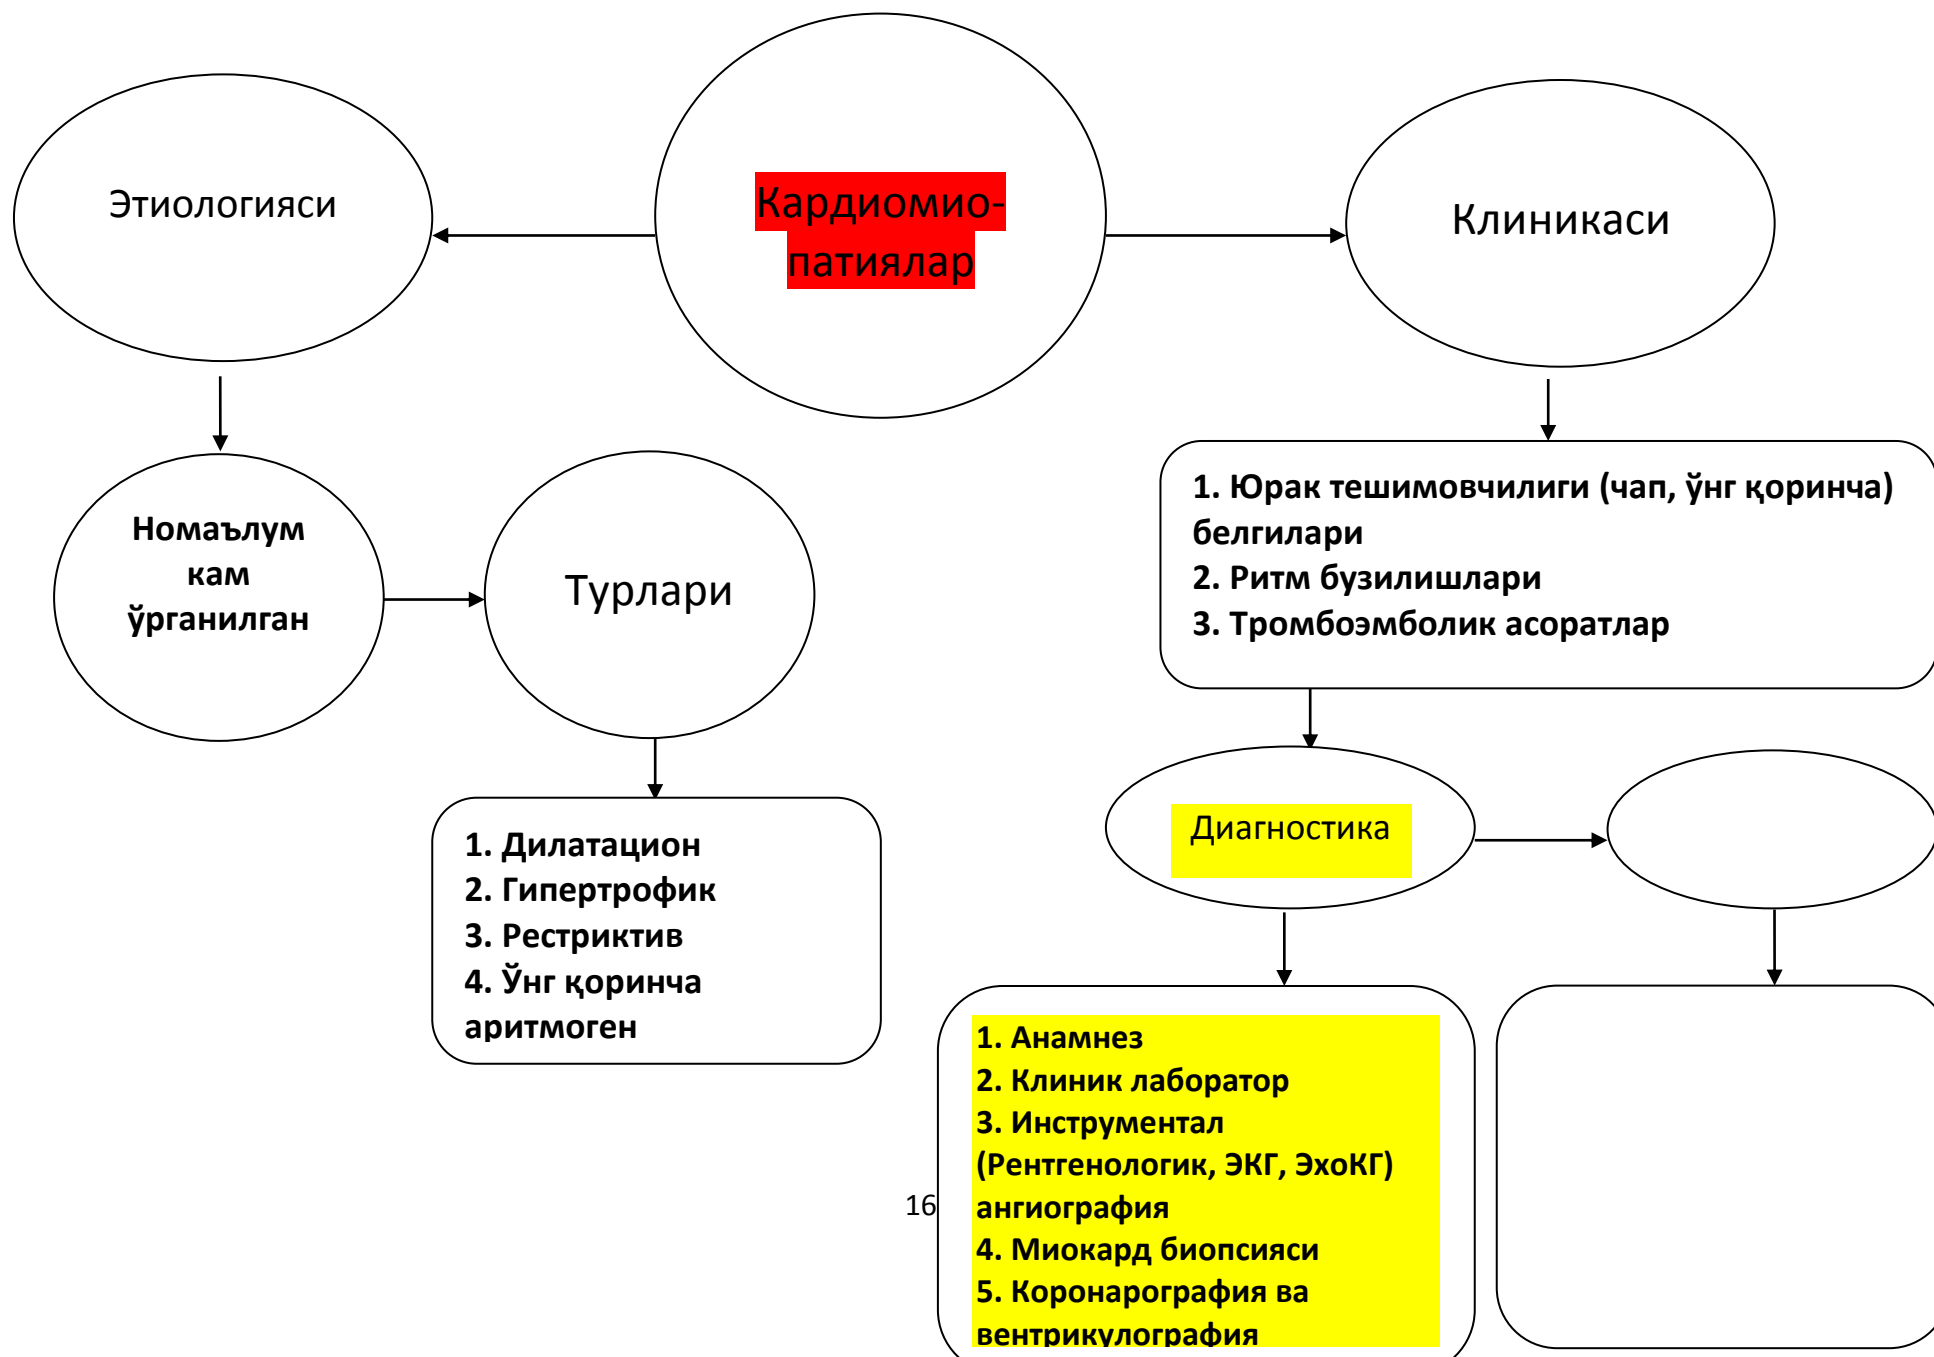 Этиологияси
Кардиомио-
патиялар
Клиникаси
Номаълум
кам
ўрганилган
Турлари
1. Юрак тешимовчилиги (чап, ўнг қоринча)
белгилари
2. Ритм бузилишлари
3. Тромбоэмболик асоратлар
1. Дилатацион
2. Гипертрофик
3. Рестриктив
4. Ўнг қоринча
аритмоген
Диагностика
1. Анамнез
2. Клиник лаборатор
3. Инструментал
(Рентгенологик, ЭКГ, ЭхоКГ)
ангиография
4. Миокард биопсияси
5. Коронарография ва
вентрикулография
16